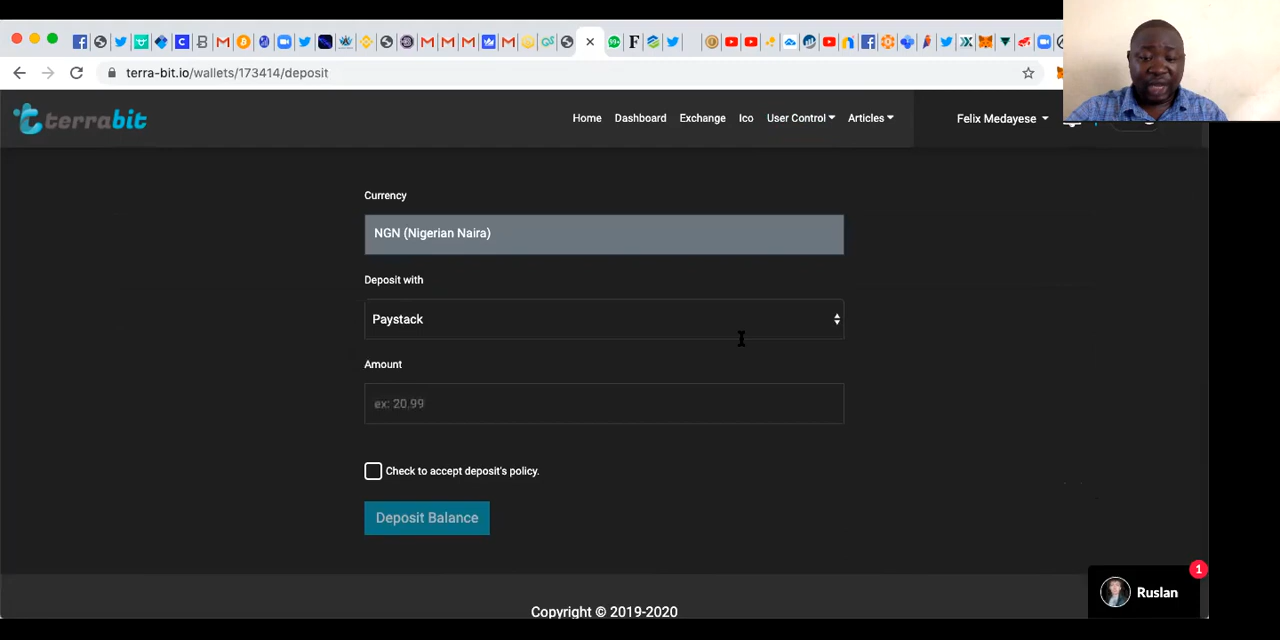 terra-bit.io/wallets/173414/deposit
terrabit
Home Dashboard Exchange Ico User Control Articles Felix Medayese
Currency
NGN (Nigerian Naira)
Deposit with
Paystack
Amount
ex: 20,99
Check to accept deposit's policy.
Deposit Balance
1
Ruslan
Copyright © 2019-2020